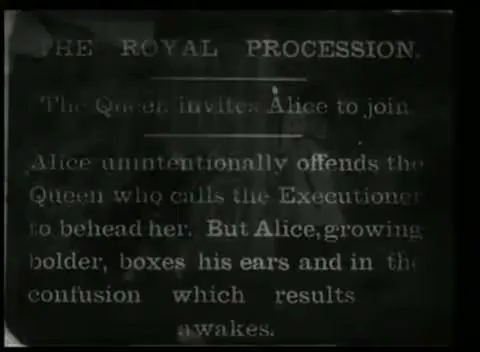 THE ROYAL PROCESSION.
The Queen invites Alice to join
Alice unintentionally offends the
Queen who calls the Executioner
to behead her. But Alice, growing
bolder, boxes his ears and in the
confusion which results
awakes.